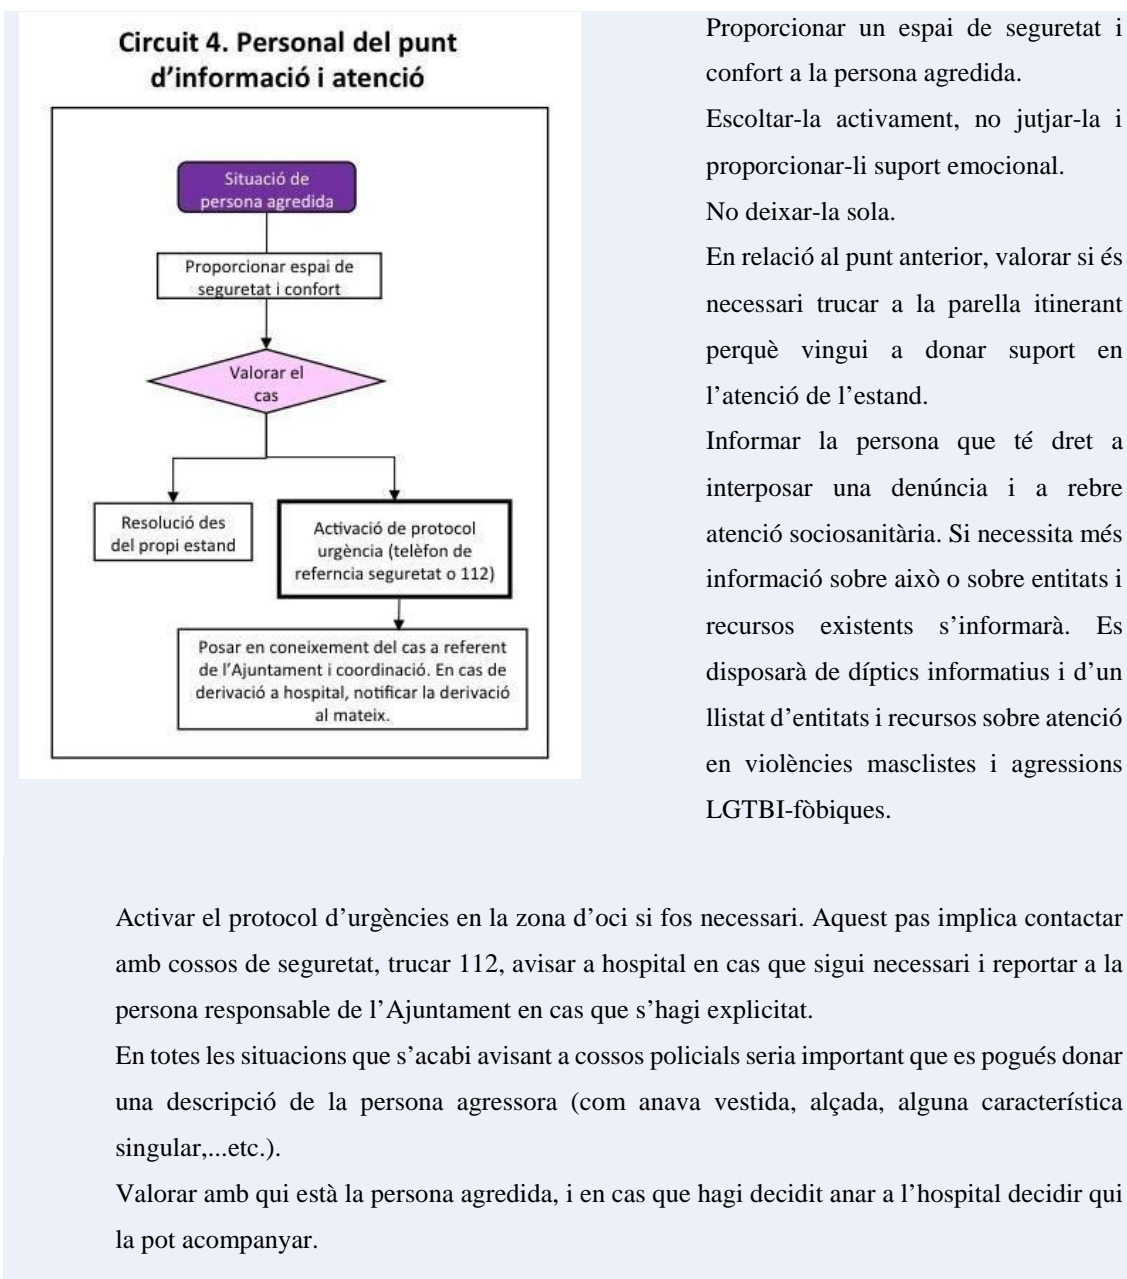 Circuit 4. Personal del punt
d'informació i atenció
Situació de
persona agredida
Proporcionar espai de
seguretat i confort
Valorar el
cas
Resolució des
del propi estand
Activació de protocol
urgència (telèfon de
referncia seguretat o 112)
Posar en coneixement del cas a referent
de l'Ajuntament i coordinació. En cas de
derivació a hospital, notificar la derivació
al mateix.
Proporcionar un espai de seguretat i
confort a la persona agredida.
Escoltar-la activament, no jutjar-la i
proporcionar-li suport emocional.
No deixar-la sola.
En relació al punt anterior, valorar si és
necessari trucar a la parella itinerant
perquè vingui a donar suport en
l'atenció de l'estand.
Informar la persona que té dret a
interposar una denúncia i a rebre
atenció sociosanitària. Si necessita més
informació sobre això o sobre entitats i
recursos existents s'informarà. Es
disposarà de díptics informatius i d'un
llistat d'entitats i recursos sobre atenció
en violències masclistes i agressions
LGTBI-fòbiques.
Activar el protocol d'urgències en la zona d'oci si fos necessari. Aquest pas implica contactar
amb cossos de seguretat, trucar 112, avisar a hospital en cas que sigui necessari i reportar a la
persona responsable de l'Ajuntament en cas que s'hagi explicitat.
En totes les situacions que s'acabi avisant a cossos policials seria important que es pogués donar
una descripció de la persona agressora (com anava vestida, alçada, alguna característica
singular,...etc.).
Valorar amb qui està la persona agredida, i en cas que hagi decidit anar a l'hospital decidir qui
la pot acompanyar.